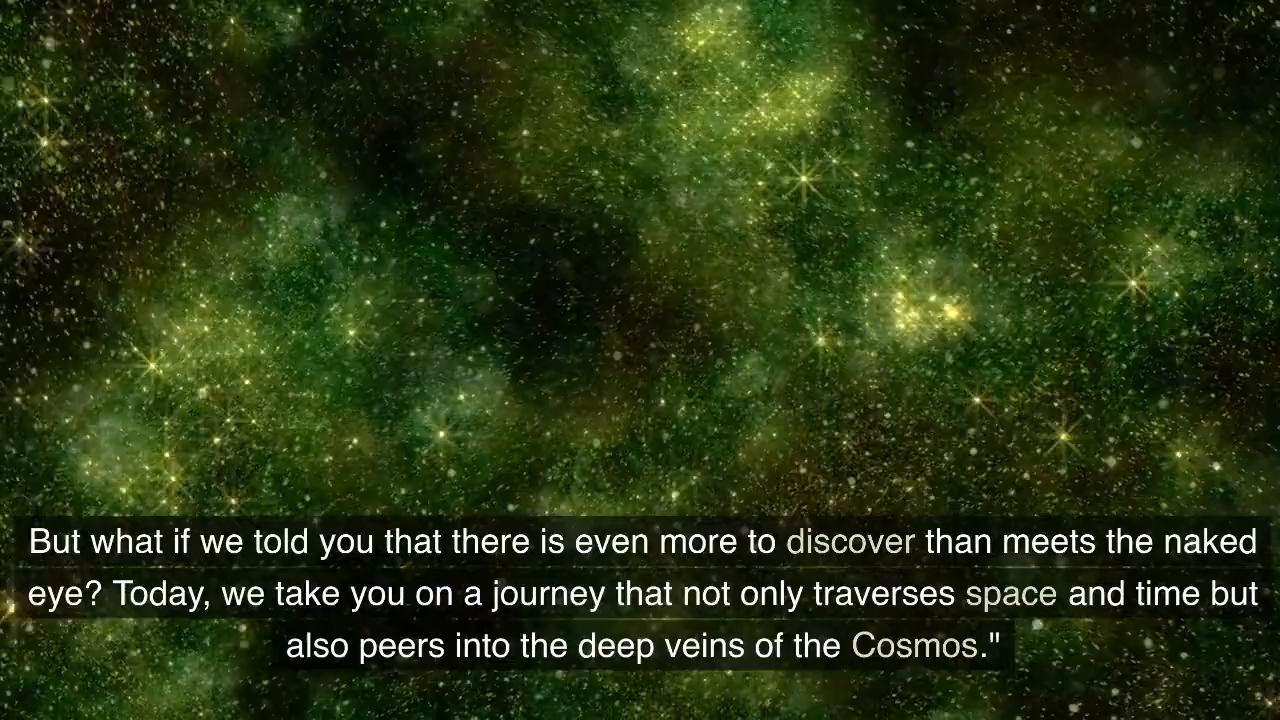 But what if we told you that there is even more to discover than meets the naked
eye? Today, we take you on a journey that not only traverses space and time but
also peers into the deep veins of the Cosmos."